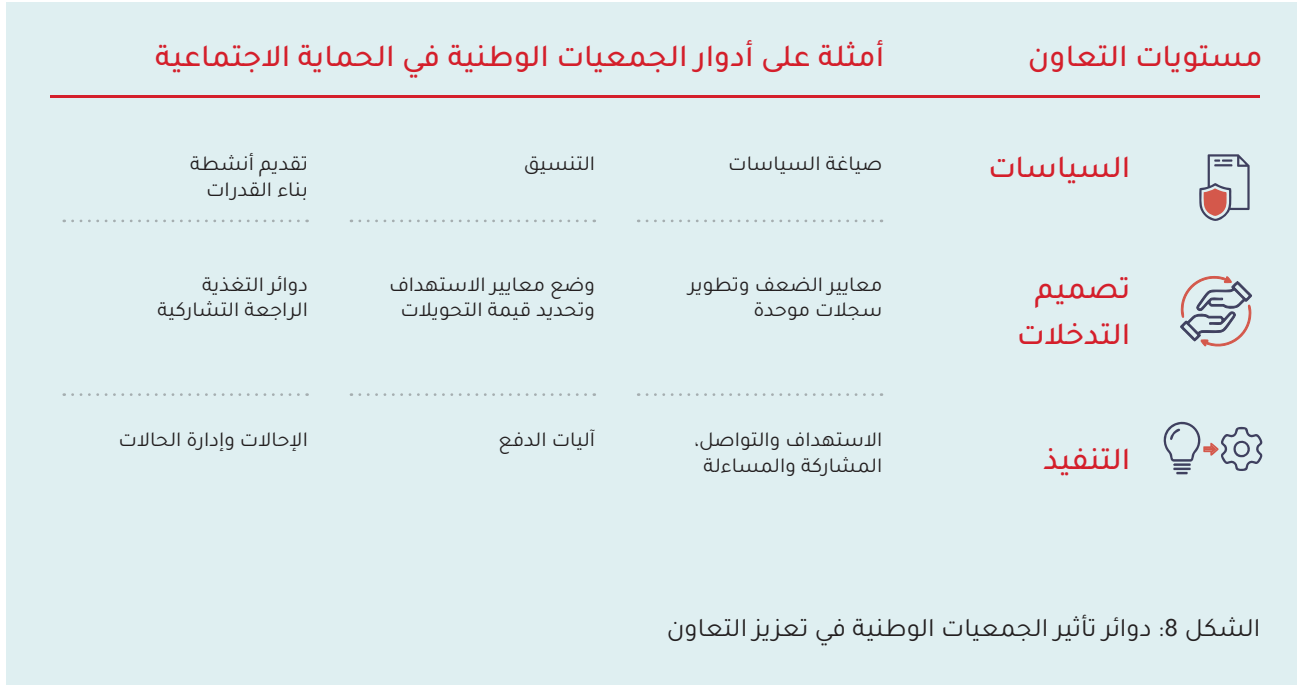 مستويات التعاون
أمثلة على أدوار الجمعيات الوطنية في الحماية الاجتماعية
السياسات
صياغة السياسات
التنسيق
تقديم أنشطة
بناء القدرات
تصميم
التدخلات
معايير الضعف وتطوير
سجلات موحدة
وضع معايير الاستهداف
وتحديد قيمة التحويلات
دوائر التغذية
الراجعة التشاركية
التنفيذ
الاستهداف والتواصل،
المشاركة والمساءلة
آليات الدفع
الإحالات وإدارة الحالات
الشكل 8: دوائر تأثير الجمعيات الوطنية في تعزيز التعاون